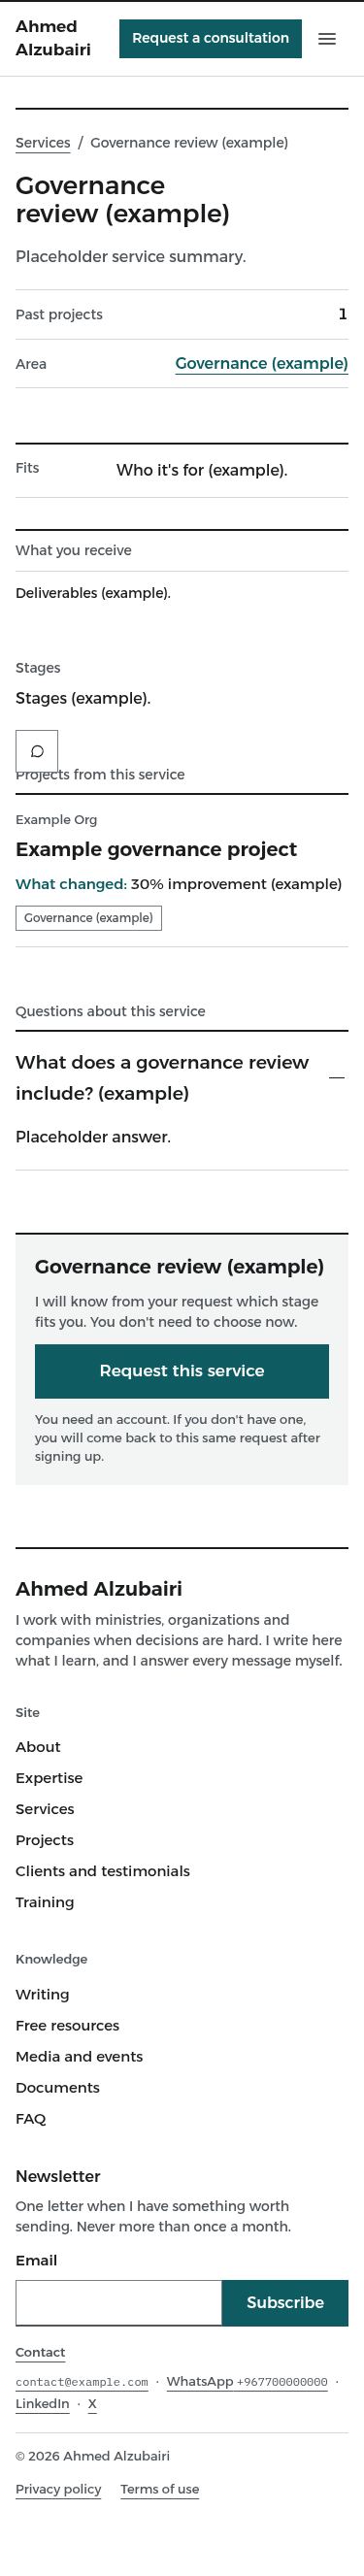 Ahmed
Alzubairi
Request a consultation
Services / Governance review (example)
Governance
review (example)
Placeholder service summary.
Past projects 1
Area Governance (example)
Fits Who it's for (example).
What you receive
Deliverables (example).
Stages
Stages (example).
Projects from this service
Example Org
Example governance project
What changed: 30% improvement (example)
Governance (example)
Questions about this service
What does a governance review
include? (example)
Placeholder answer.
Governance review (example)
I will know from your request which stage
fits you. You don't need to choose now.
Request this service
You need an account. If you don't have one,
you will come back to this same request after
signing up.
Ahmed Alzubairi
I work with ministries, organizations and
companies when decisions are hard. I write here
what I learn, and I answer every message myself.
Site
About
Expertise
Services
Projects
Clients and testimonials
Training
Knowledge
Writing
Free resources
Media and events
Documents
FAQ
Newsletter
One letter when I have something worth
sending. Never more than once a month.
Email
Subscribe
Contact
contact@example.com · WhatsApp +967700000000 ·
LinkedIn · X
© 2026 Ahmed Alzubairi
Privacy policy Terms of use